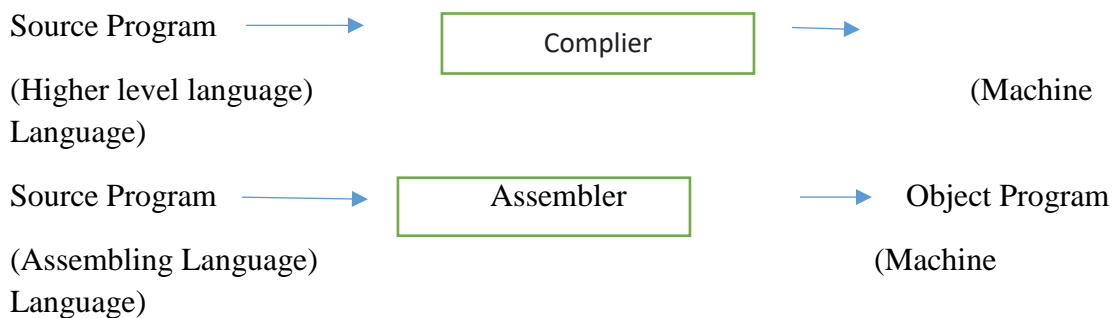 Source Program Complier
(Higher level language) (Machine
Language)
Source Program Assembler Object Program
(Assembling Language) (Machine
Language)